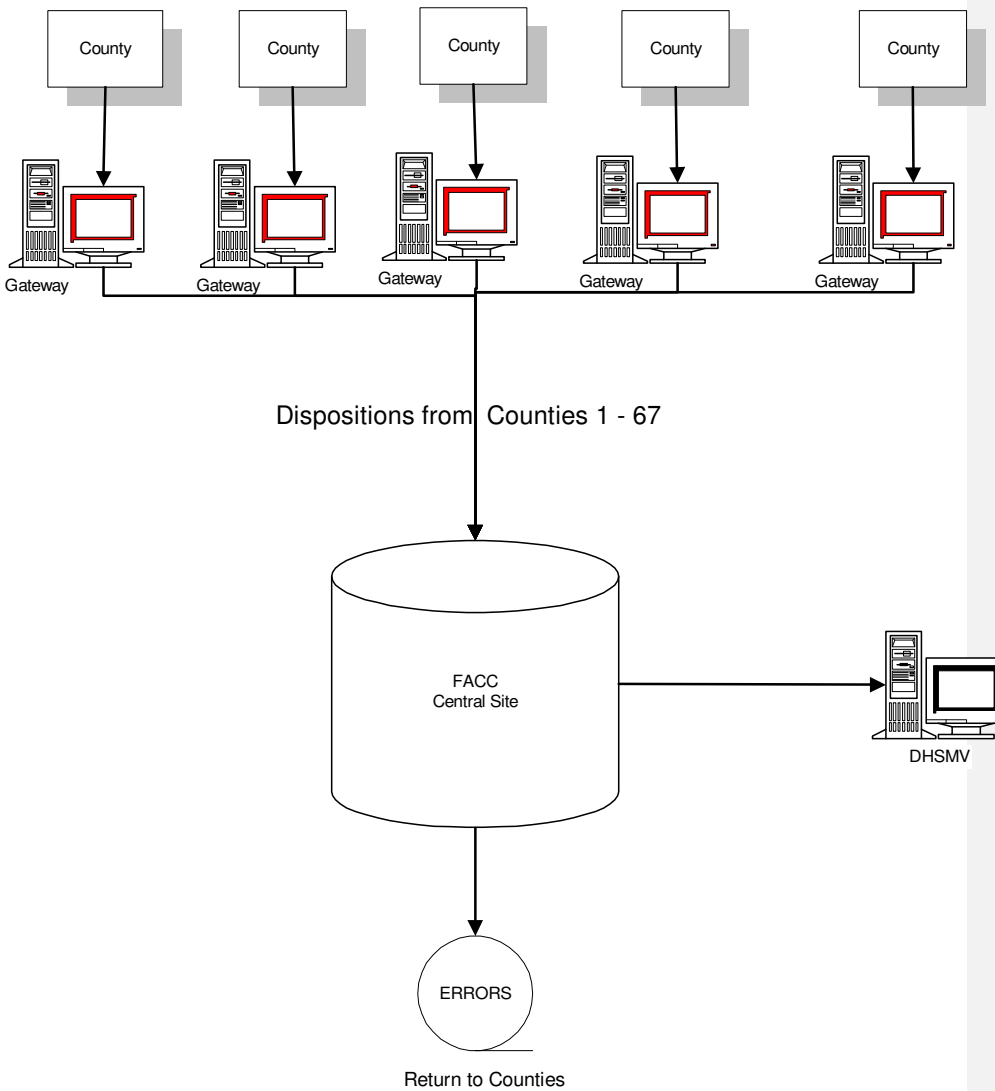 County
County
County
County
County
Gateway
Gateway
Gateway
Gateway
Gateway
Dispositions from Counties 1 - 67
FACC
Central Site
DHSMV
ERRORS
Return to Counties